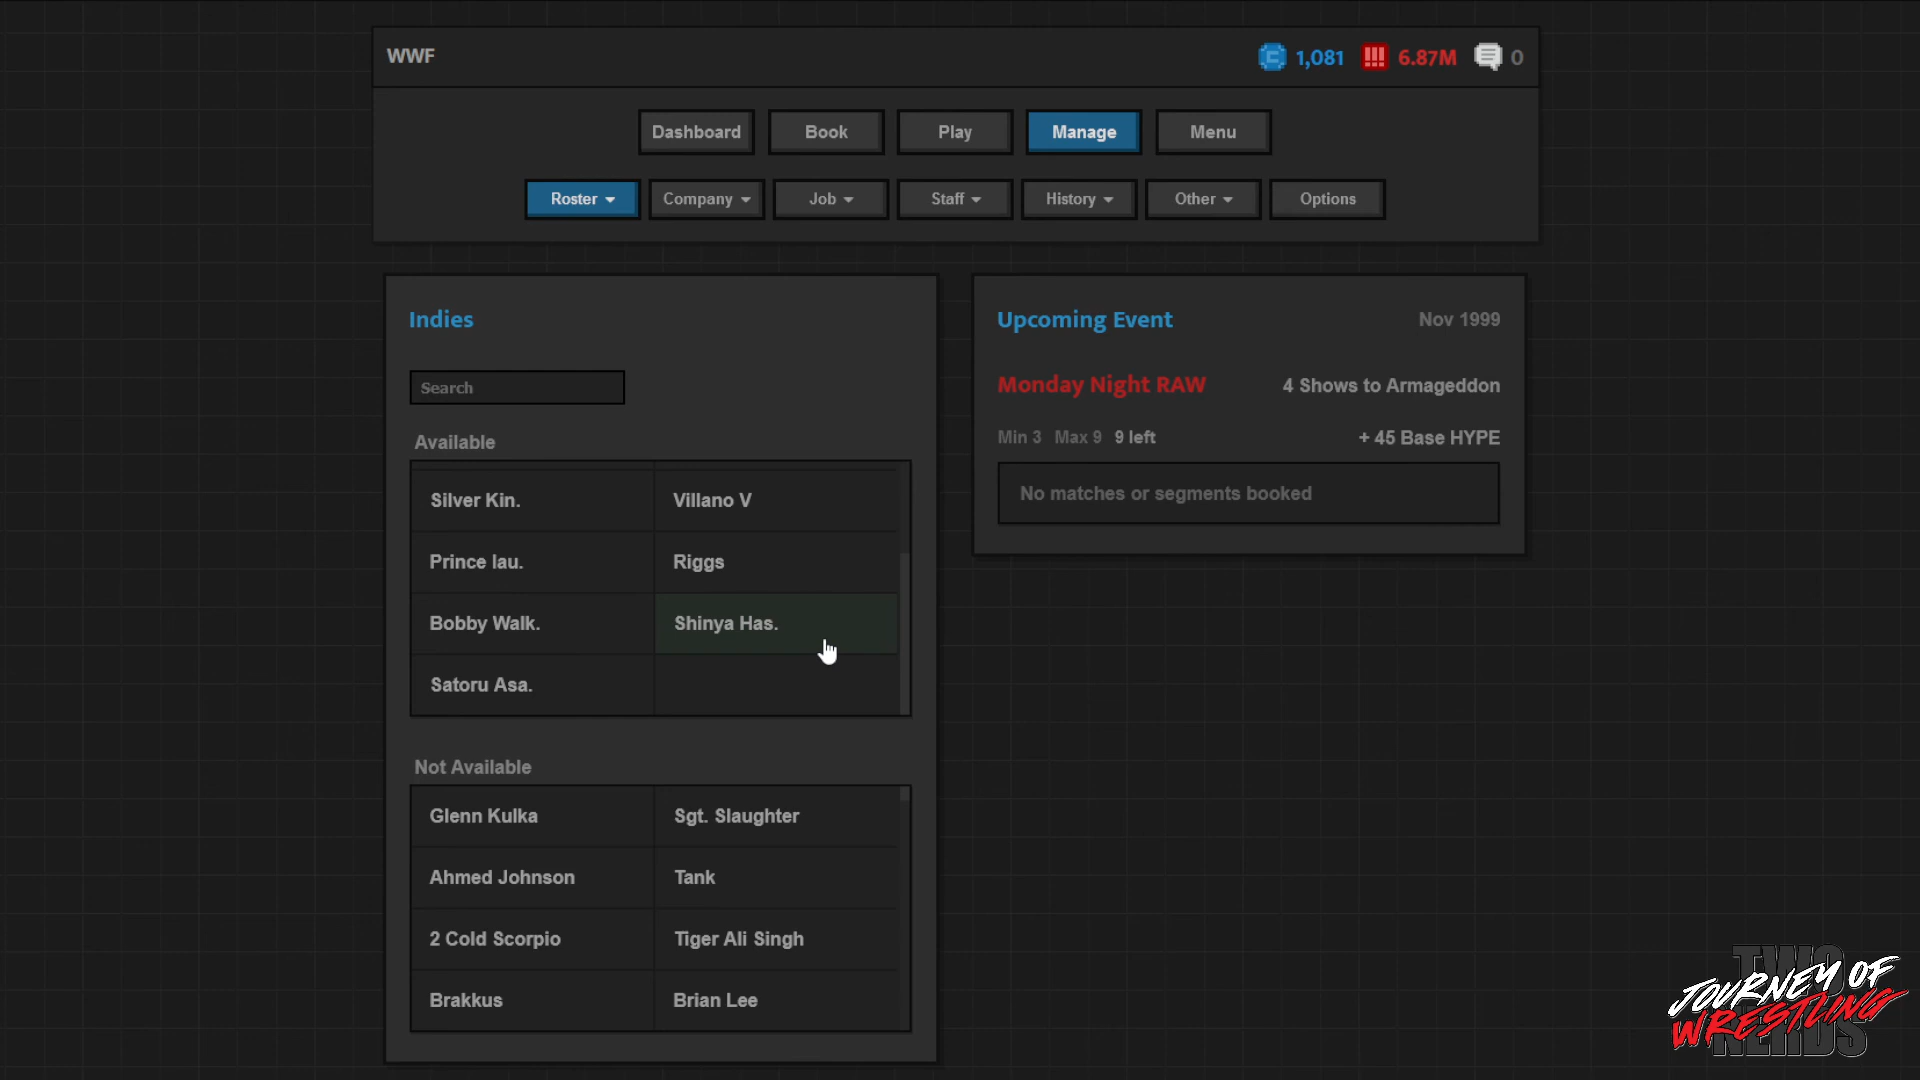 WWF
1,081 6.87M 0
Dashboard Book Play Manage Menu
Roster Company Job Staff History Other Options
Indies
Search
Available
Silver Kin. Villano V
Prince Iau. Riggs
Bobby Walk. Shinya Has.
Satoru Asa.
Not Available
Glenn Kulka Sgt. Slaughter
Ahmed Johnson Tank
2 Cold Scorpio Tiger Ali Singh
Brakkus Brian Lee
Upcoming Event Nov 1999
Monday Night RAW 4 Shows to Armageddon
Min 3 Max 9 9 left + 45 Base HYPE
No matches or segments booked
TWO
JOURNEY OF
WRESTLING
NERDS